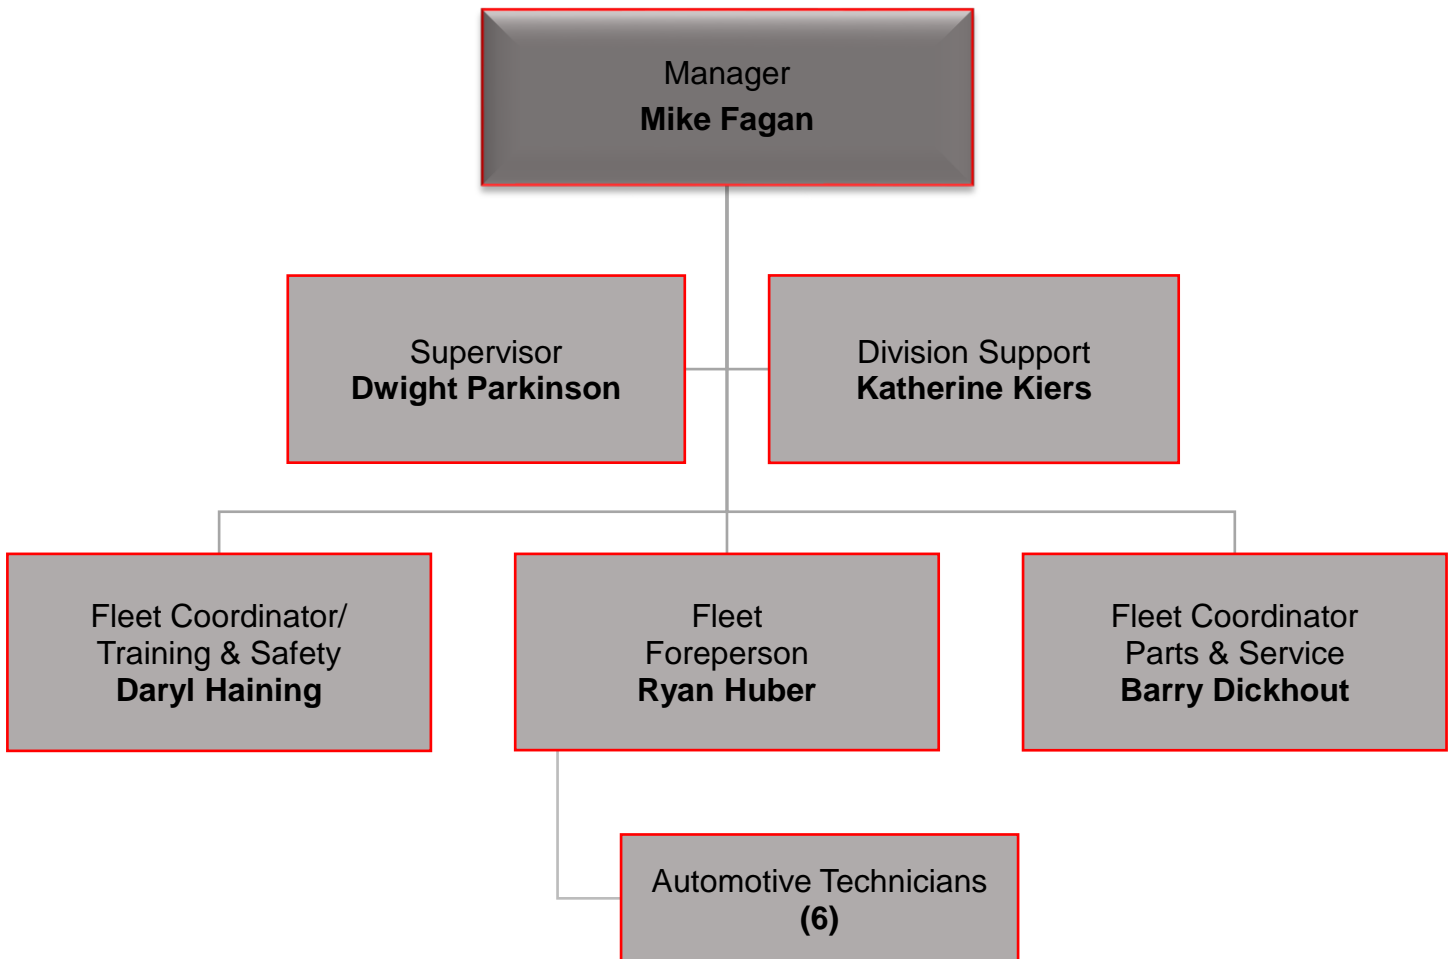 Manager
Mike Fagan
Supervisor
Dwight Parkinson
Division Support
Katherine Kiers
Fleet Coordinator/
Training & Safety
Daryl Haining
Fleet
Foreperson
Ryan Huber
Fleet Coordinator
Parts & Service
Barry Dickhout
Automotive Technicians
(6)